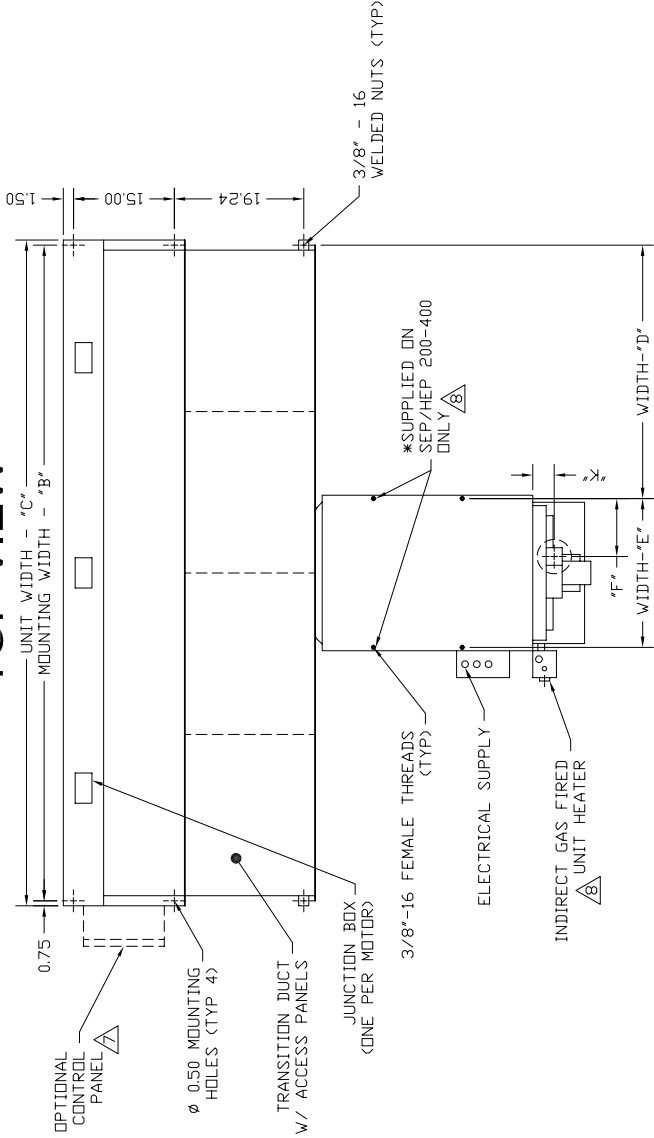 UNIT WIDTH - "C"
MOUNTING WIDTH - "B"
0.75
1.50
15.00
19.24
OPTIONAL
CONTROL
PANEL
7
Ø 0.50 MOUNTING
HOLES (TYP 4)
TRANSITION DUCT
W/ ACCESS PANELS
JUNCTION BOX
(ONE PER MOTOR)
3/8"-16 FEMALE THREADS
(TYP)
ELECTRICAL SUPPLY
INDIRECT GAS FIRED
UNIT HEATER
8
*SUPPLIED ON
SEP/HEP 200-400
ONLY
8
3/8" - 16
WELDED NUTS (TYP)
"K"
"F"
WIDTH-"E"
WIDTH-"D"